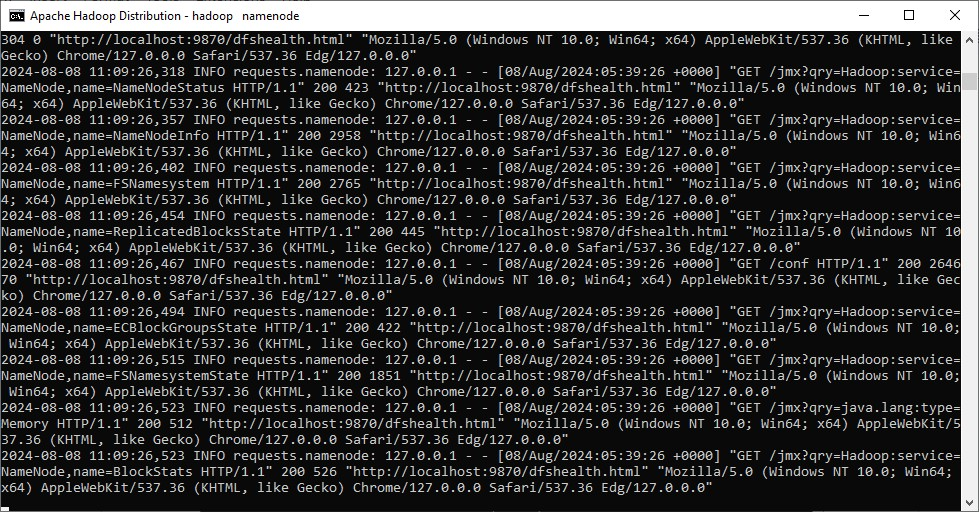 Apache Hadoop Distribution - hadoop   namenode
304 0 "http://localhost:9870/dfshealth.html" "Mozilla/5.0 (Windows NT 10.0; Win64; x64) AppleWebKit/537.36 (KHTML, like
Gecko) Chrome/127.0.0.0 Safari/537.36 Edg/127.0.0.0"
2024-08-08 11:09:26,318 INFO requests.namenode: 127.0.0.1 - - [08/Aug/2024:05:39:26 +0000] "GET /jmx?qry=Hadoop:service=
NameNode,name=NameNodeStatus HTTP/1.1" 200 423 "http://localhost:9870/dfshealth.html" "Mozilla/5.0 (Windows NT 10.0; Win
64; x64) AppleWebKit/537.36 (KHTML, like Gecko) Chrome/127.0.0.0 Safari/537.36 Edg/127.0.0.0"
2024-08-08 11:09:26,357 INFO requests.namenode: 127.0.0.1 - - [08/Aug/2024:05:39:26 +0000] "GET /jmx?qry=Hadoop:service=
NameNode,name=NameNodeInfo HTTP/1.1" 200 2958 "http://localhost:9870/dfshealth.html" "Mozilla/5.0 (Windows NT 10.0; Win6
4; x64) AppleWebKit/537.36 (KHTML, like Gecko) Chrome/127.0.0.0 Safari/537.36 Edg/127.0.0.0"
2024-08-08 11:09:26,402 INFO requests.namenode: 127.0.0.1 - - [08/Aug/2024:05:39:26 +0000] "GET /jmx?qry=Hadoop:service=
NameNode,name=FSNamesystem HTTP/1.1" 200 2765 "http://localhost:9870/dfshealth.html" "Mozilla/5.0 (Windows NT 10.0; Win6
4; x64) AppleWebKit/537.36 (KHTML, like Gecko) Chrome/127.0.0.0 Safari/537.36 Edg/127.0.0.0"
2024-08-08 11:09:26,454 INFO requests.namenode: 127.0.0.1 - - [08/Aug/2024:05:39:26 +0000] "GET /jmx?qry=Hadoop:service=
NameNode,name=ReplicatedBlocksState HTTP/1.1" 200 445 "http://localhost:9870/dfshealth.html" "Mozilla/5.0 (Windows NT 10
.0; Win64; x64) AppleWebKit/537.36 (KHTML, like Gecko) Chrome/127.0.0.0 Safari/537.36 Edg/127.0.0.0"
2024-08-08 11:09:26,467 INFO requests.namenode: 127.0.0.1 - - [08/Aug/2024:05:39:26 +0000] "GET /conf HTTP/1.1" 200 2646
70 "http://localhost:9870/dfshealth.html" "Mozilla/5.0 (Windows NT 10.0; Win64; x64) AppleWebKit/537.36 (KHTML, like Gec
ko) Chrome/127.0.0.0 Safari/537.36 Edg/127.0.0.0"
2024-08-08 11:09:26,494 INFO requests.namenode: 127.0.0.1 - - [08/Aug/2024:05:39:26 +0000] "GET /jmx?qry=Hadoop:service=
NameNode,name=ECBlockGroupsState HTTP/1.1" 200 422 "http://localhost:9870/dfshealth.html" "Mozilla/5.0 (Windows NT 10.0;
 Win64; x64) AppleWebKit/537.36 (KHTML, like Gecko) Chrome/127.0.0.0 Safari/537.36 Edg/127.0.0.0"
2024-08-08 11:09:26,515 INFO requests.namenode: 127.0.0.1 - - [08/Aug/2024:05:39:26 +0000] "GET /jmx?qry=Hadoop:service=
NameNode,name=FSNamesystemState HTTP/1.1" 200 1851 "http://localhost:9870/dfshealth.html" "Mozilla/5.0 (Windows NT 10.0;
 Win64; x64) AppleWebKit/537.36 (KHTML, like Gecko) Chrome/127.0.0.0 Safari/537.36 Edg/127.0.0.0"
2024-08-08 11:09:26,523 INFO requests.namenode: 127.0.0.1 - - [08/Aug/2024:05:39:26 +0000] "GET /jmx?qry=java.lang:type=
Memory HTTP/1.1" 200 512 "http://localhost:9870/dfshealth.html" "Mozilla/5.0 (Windows NT 10.0; Win64; x64) AppleWebKit/5
37.36 (KHTML, like Gecko) Chrome/127.0.0.0 Safari/537.36 Edg/127.0.0.0"
2024-08-08 11:09:26,523 INFO requests.namenode: 127.0.0.1 - - [08/Aug/2024:05:39:26 +0000] "GET /jmx?qry=Hadoop:service=
NameNode,name=BlockStats HTTP/1.1" 200 526 "http://localhost:9870/dfshealth.html" "Mozilla/5.0 (Windows NT 10.0; Win64;
x64) AppleWebKit/537.36 (KHTML, like Gecko) Chrome/127.0.0.0 Safari/537.36 Edg/127.0.0.0"